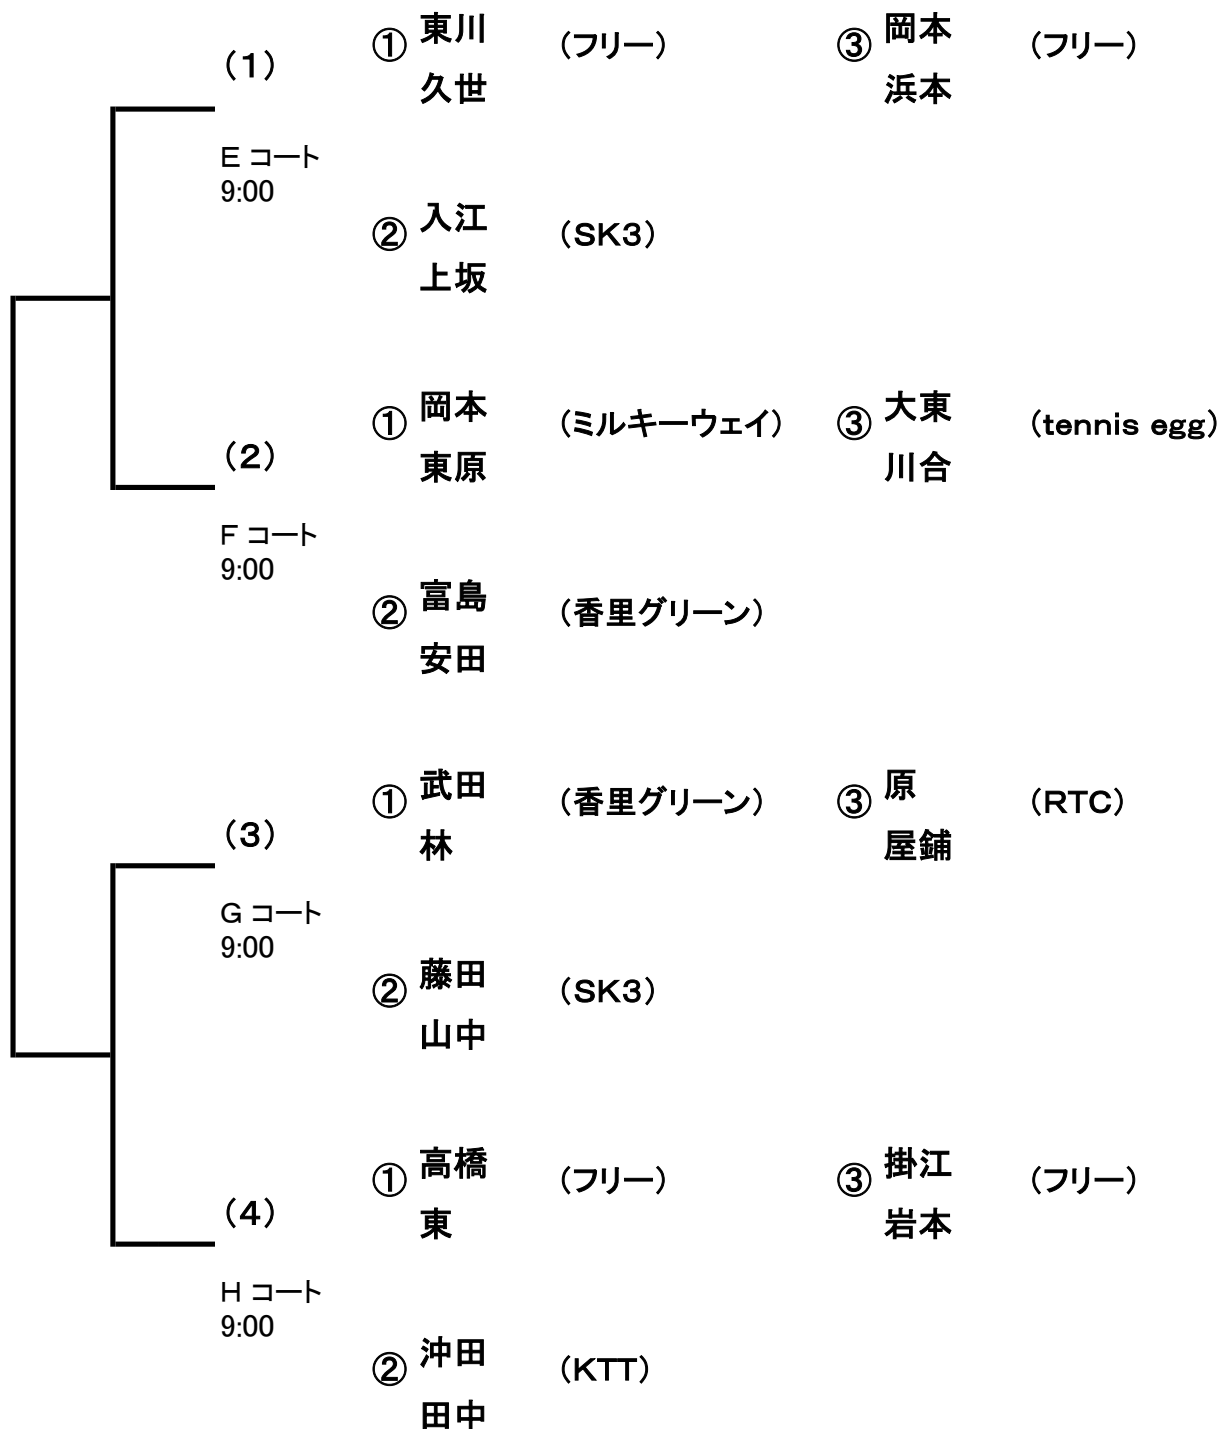 (1)
Eコート
9:00
① 東川 (フリー) ③ 岡本 (フリー)
久世 浜本
② 入江 (SK3)
上坂
(2)
Fコート
9:00
① 岡本 (ミルキーウェイ) ③ 大東 (tennis egg)
東原 川合
② 富島 (香里グリーン)
安田
(3)
Gコート
9:00
① 武田 (香里グリーン) ③ 原 (RTC)
林 屋鋪
② 藤田 (SK3)
山中
(4)
Hコート
9:00
① 高橋 (フリー) ③ 掛江 (フリー)
東 岩本
② 沖田 (KTT)
田中